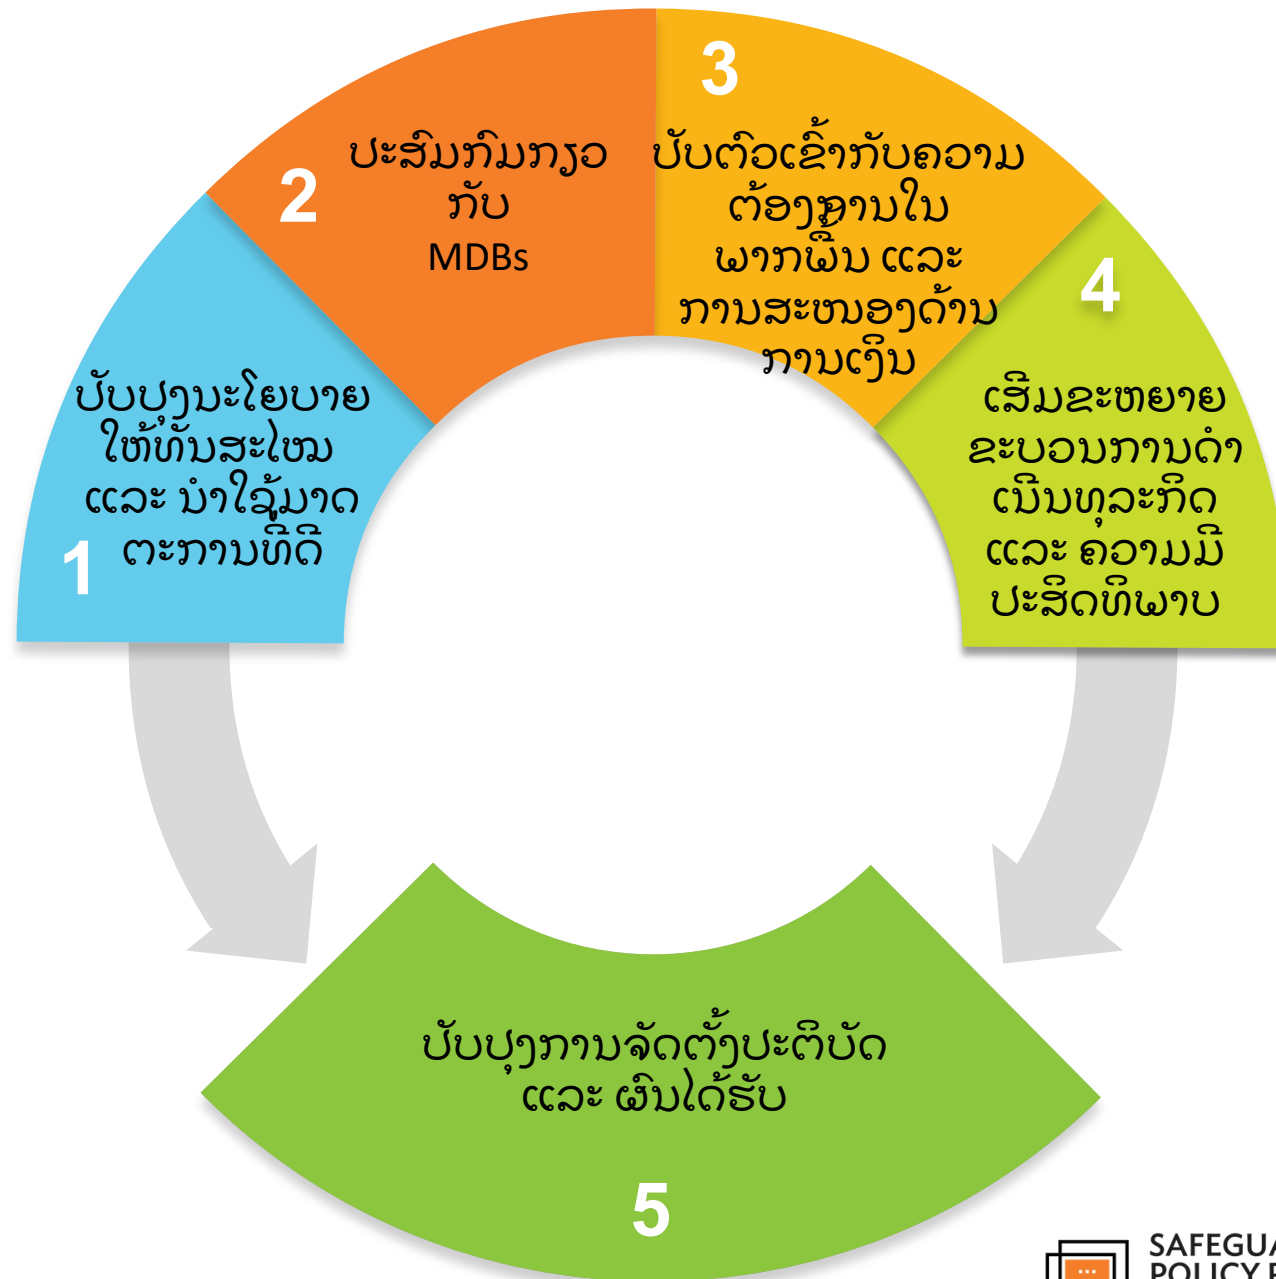 1
ປັບປຸງນະໂຍບາຍ
ໃຫ້ທັນສະໄໝ
ແລະ ນຳໃຊ້ມາດ
ຕະການທີ່ດີ
2
ປະສົມກົມກຽວ
ກັບ
MDBs
3
ປັບຕົວເຂົ້າກັບຄວາມ
ຕ້ອງການໃນ
ພາກພື້ນ ແລະ
ການສະໜອງດ້ານ
ການເງິນ
4
ເສີມຂະຫຍາຍ
ຂະບວນການດຳ
ເນີນທຸລະກິດ
ແລະ ຄວາມມີ
ປະສິດທິພາບ
ປັບປຸງການຈັດຕັ້ງປະຕິບັດ
ແລະ ຜົນໄດ້ຮັບ
5
POLICY